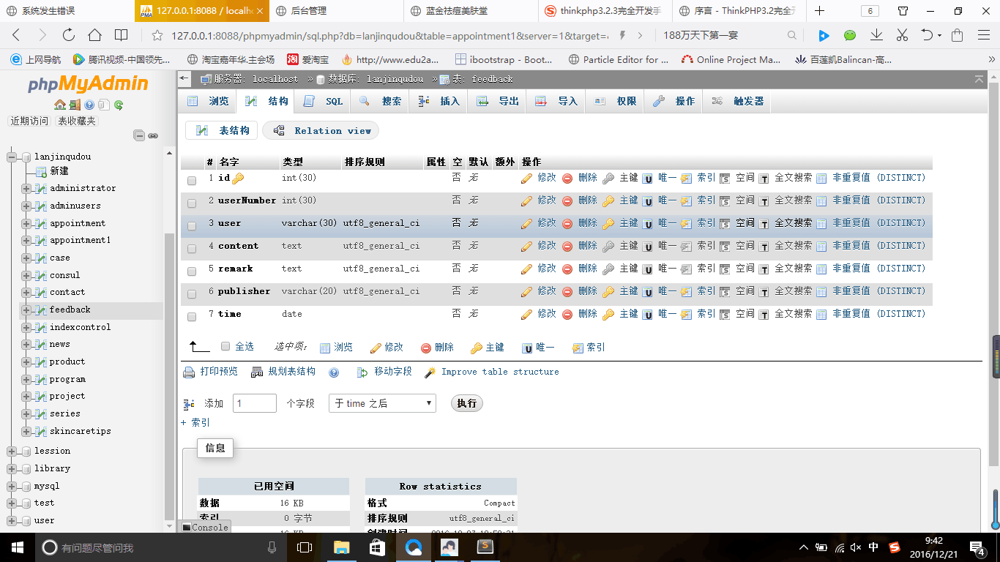 系统发生错误
127.0.0.1:8088 / localho
后台管理
蓝金祛痘美肤堂
thinkphp3.2.3完全开发手
序言 - ThinkPHP3.2完全开
6
127.0.0.1:8088/phpmyadmin/sql.php?db=lanjinqudou&table=appointment1&server=1&target=
188万天下第一宴
上网导航
腾讯视频-中国领先...
淘宝嘉年华.主会场
爱淘宝
http://www.edu2a...
ibootstrap - Boot...
Particle Editor for ...
Online Project Ma...
百莲凯Balincan-高...
phpMyAdmin
近期访问 表收藏夹
lanjinqudou
新建
administrator
adminusers
appointment
appointment1
case
consul
contact
feedback
indexcontrol
news
product
program
project
series
skincaretips
lession
library
mysql
test
user
服务器: localhost » 数据库: lanjinqudou » 表: feedback
浏览 结构 SQL 搜索 插入 导出 导入 权限 操作 触发器
表结构 Relation view
# 名字 类型 排序规则 属性 空 默认 额外 操作
1 id int(30) 否 无 修改 删除 主键 唯一 索引 空间 全文搜索 非重复值 (DISTINCT)
2 userNumber int(30) 否 无 修改 删除 主键 唯一 索引 空间 全文搜索 非重复值 (DISTINCT)
3 user varchar(30) utf8_general_ci 否 无 修改 删除 主键 唯一 索引 空间 全文搜索 非重复值 (DISTINCT)
4 content text utf8_general_ci 否 无 修改 删除 主键 唯一 索引 空间 全文搜索 非重复值 (DISTINCT)
5 remark text utf8_general_ci 否 无 修改 删除 主键 唯一 索引 空间 全文搜索 非重复值 (DISTINCT)
6 publisher varchar(20) utf8_general_ci 否 无 修改 删除 主键 唯一 索引 空间 全文搜索 非重复值 (DISTINCT)
7 time date 否 无 修改 删除 主键 唯一 索引 空间 全文搜索 非重复值 (DISTINCT)
全选 选中项: 浏览 修改 删除 主键 唯一 索引
打印预览 规划表结构 移动字段 Improve table structure
添加 1 个字段 于 time 之后 执行
+ 索引
信息
已用空间
数据 16 KB
索引 0 字节
Row statistics
格式 Compact
排序规则 utf8_general_ci
Console
有问题尽管问我
中
9:42
2016/12/21
4